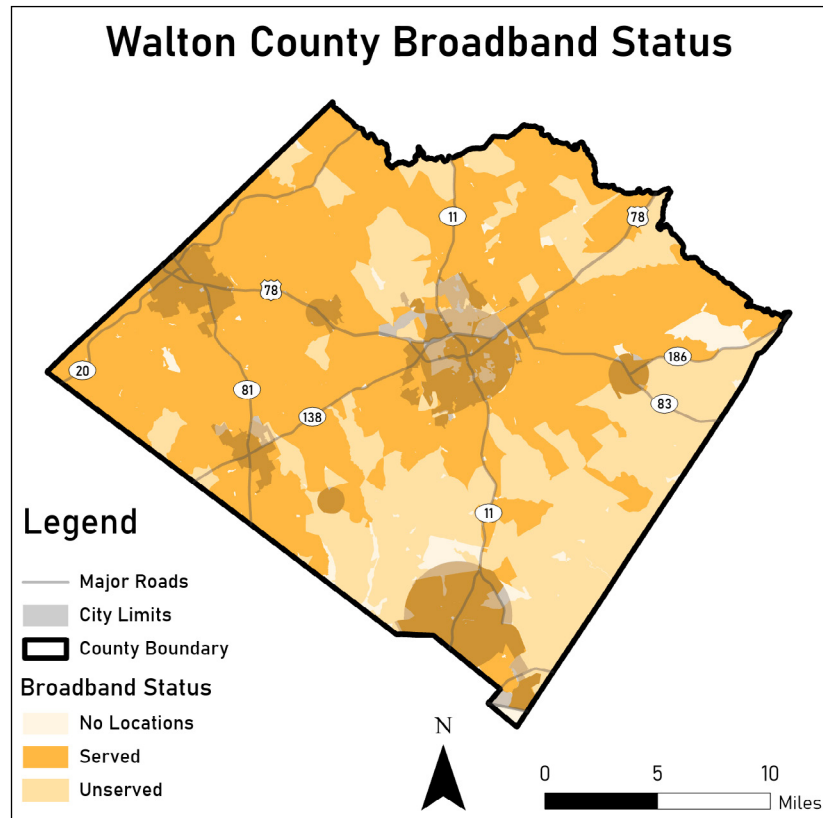 Walton County Broadband Status
11
78
78
20
81
138
186
83
11
Legend
Major Roads
City Limits
County Boundary
Broadband Status
No Locations
Served
Unserved
N
0 5 10
Miles